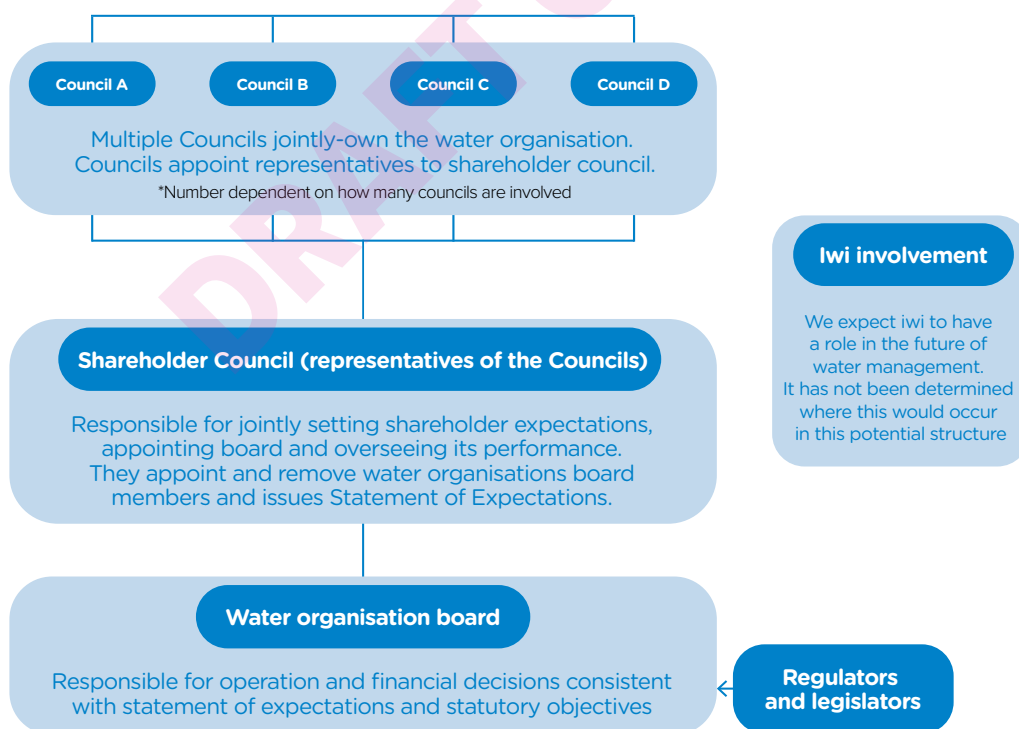 Council A
Council B
Council C
Council D
Multiple Councils jointly-own the water organisation.
Councils appoint representatives to shareholder council.
*Number dependent on how many councils are involved
Iwi involvement
We expect iwi to have
a role in the future of
water management.
It has not been determined
where this would occur
in this potential structure
Shareholder Council (representatives of the Councils)
Responsible for jointly setting shareholder expectations,
appointing board and overseeing its performance.
They appoint and remove water organisations board
members and issues Statement of Expectations.
Water organisation board
Responsible for operation and financial decisions consistent
with statement of expectations and statutory objectives
Regulators
and legislators
DRAFT